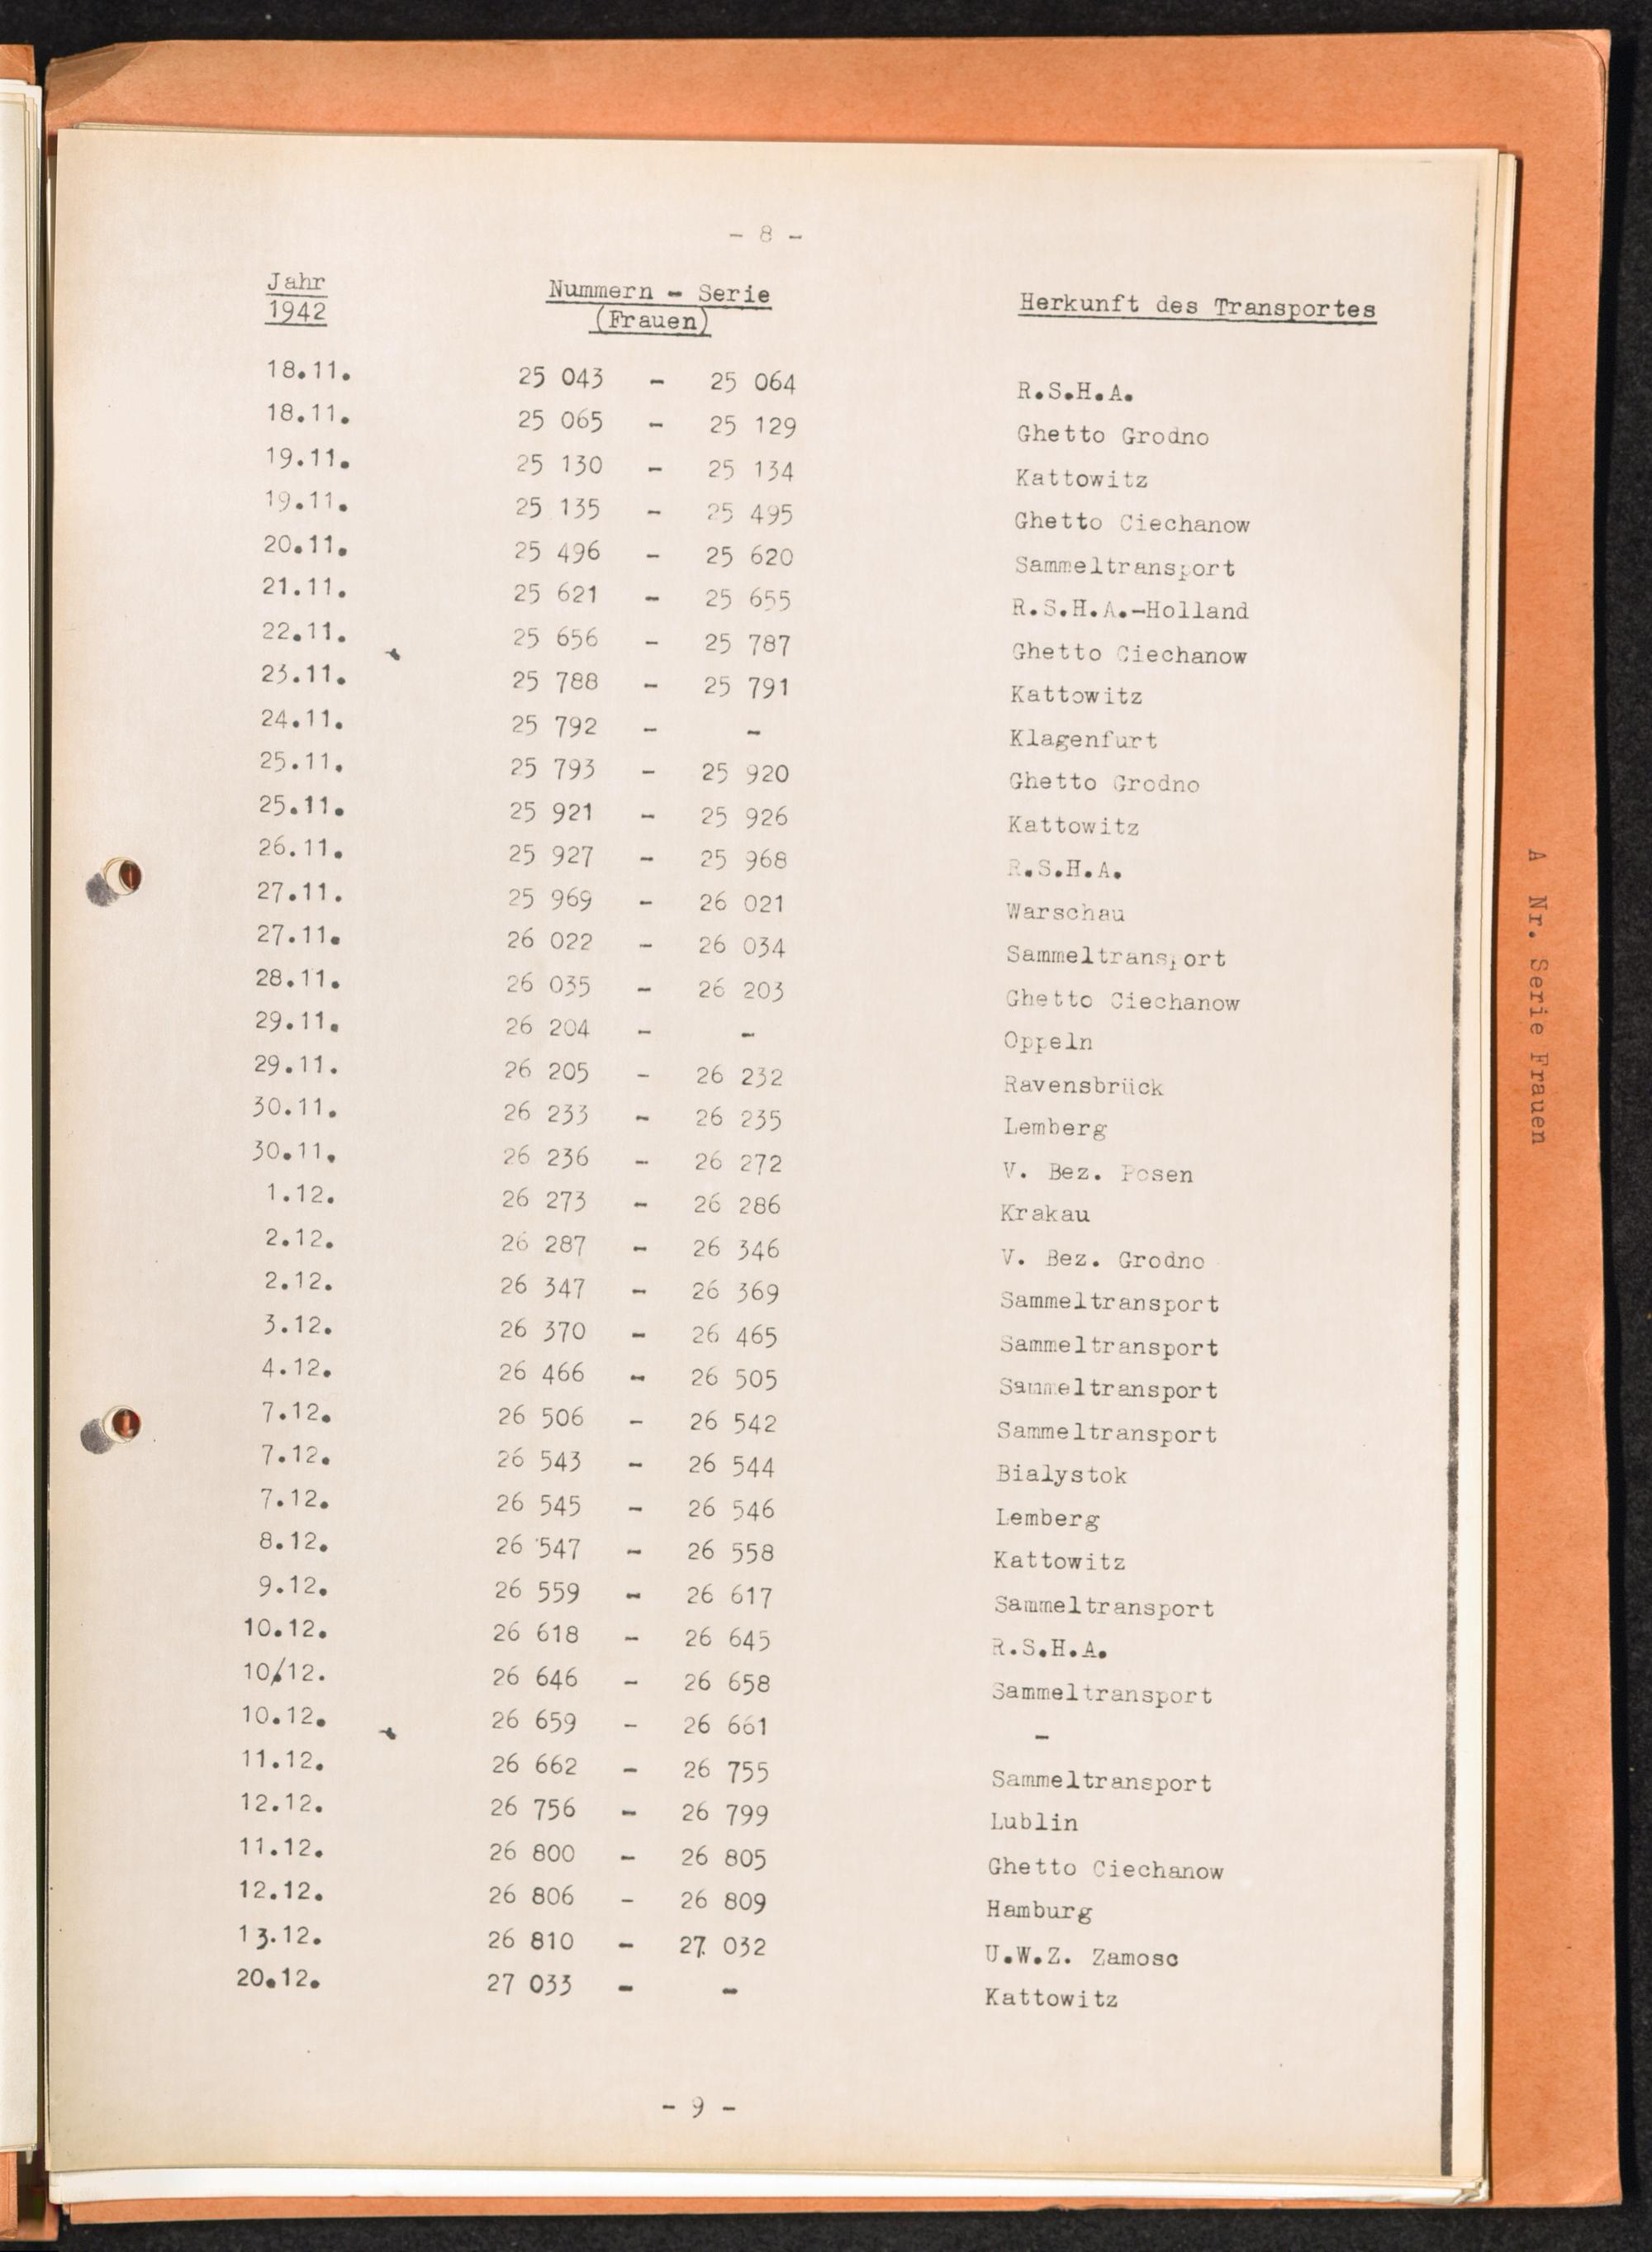 - 8 -
Jahr Nummern - Serie Herkunft des Transportes
1942 (Frauen)
18.11. 25 043 - 25 064 R.S.H.A.
18.11. 25 065 - 25 129 Ghetto Grodno
19.11. 25 130 - 25 134 Kattowitz
19.11. 25 135 - 25 495 Ghetto Ciechanow
20.11. 25 496 - 25 620 Sammeltransport
21.11. 25 621 - 25 655 R.S.H.A.-Holland
22.11. 25 656 - 25 787 Ghetto Ciechanow
23.11. 25 788 - 25 791 Kattowitz
24.11. 25 792 - - Klagenfurt
25.11. 25 793 - 25 920 Ghetto Grodno
25.11. 25 921 - 25 926 Kattowitz
26.11. 25 927 - 25 968 R.S.H.A.
27.11. 25 969 - 26 021 Warschau
27.11. 26 022 - 26 034 Sammeltransport
28.11. 26 035 - 26 203 Ghetto Ciechanow
29.11. 26 204 - - Oppeln
29.11. 26 205 - 26 232 Ravensbrück
30.11. 26 233 - 26 235 Lemberg
30.11. 26 236 - 26 272 V. Bez. Posen
1.12. 26 273 - 26 286 Krakau
2.12. 26 287 - 26 346 V. Bez. Grodno
2.12. 26 347 - 26 369 Sammeltransport
3.12. 26 370 - 26 465 Sammeltransport
4.12. 26 466 - 26 505 Sammeltransport
7.12. 26 506 - 26 542 Sammeltransport
7.12. 26 543 - 26 544 Bialystok
7.12. 26 545 - 26 546 Lemberg
8.12. 26 547 - 26 558 Kattowitz
9.12. 26 559 - 26 617 Sammeltransport
10.12. 26 618 - 26 645 R.S.H.A.
10/12. 26 646 - 26 658 Sammeltransport
10.12. 26 659 - 26 661 -
11.12. 26 662 - 26 755 Sammeltransport
12.12. 26 756 - 26 799 Lublin
11.12. 26 800 - 26 805 Ghetto Ciechanow
12.12. 26 806 - 26 809 Hamburg
13.12. 26 810 - 27 032 U.W.Z. Zamosc
20.12. 27 033 - - Kattowitz
- 9 -
A Nr. Serie Frauen